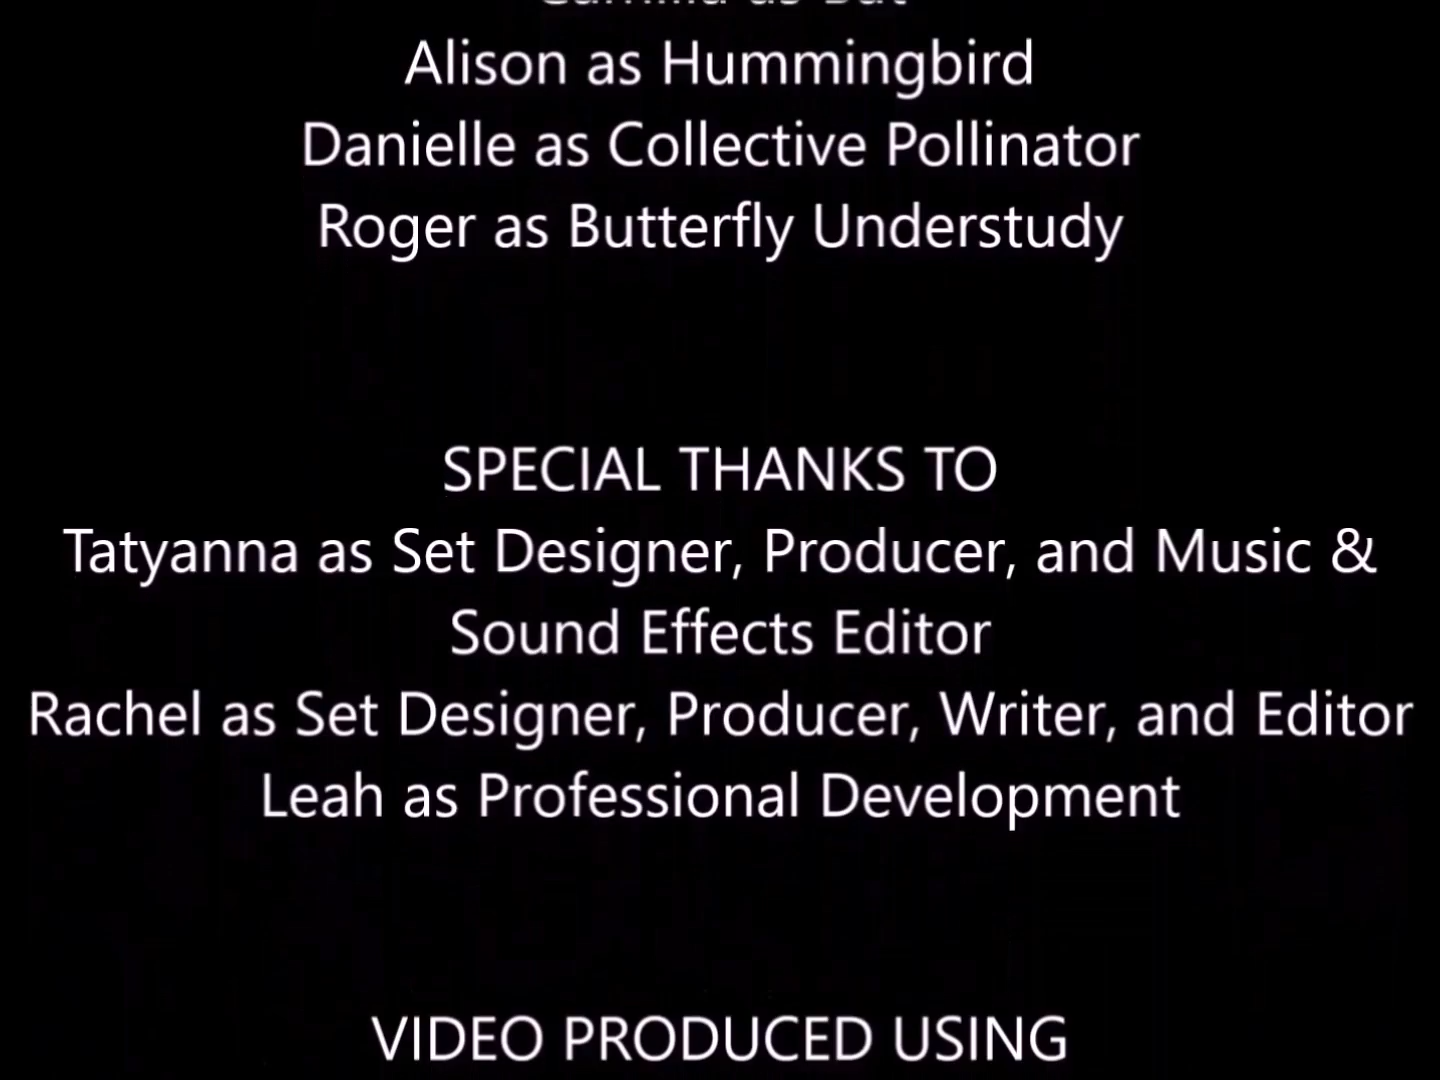 as Bat
Alison as Hummingbird
Danielle as Collective Pollinator
Roger as Butterfly Understudy
SPECIAL THANKS TO
Tatyanna as Set Designer, Producer, and Music &
Sound Effects Editor
Rachel as Set Designer, Producer, Writer, and Editor
Leah as Professional Development
VIDEO PRODUCED USING